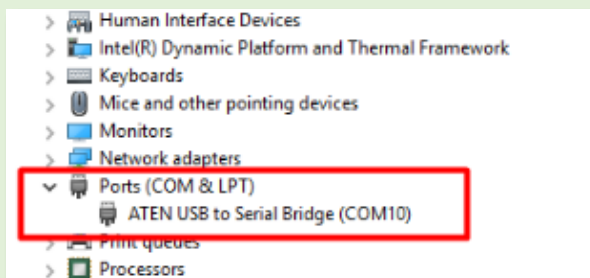 Human Interface Devices
Intel(R) Dynamic Platform and Thermal Framework
Keyboards
Mice and other pointing devices
Monitors
Network adapters
Ports (COM & LPT)
ATEN USB to Serial Bridge (COM10)
Print queues
Processors